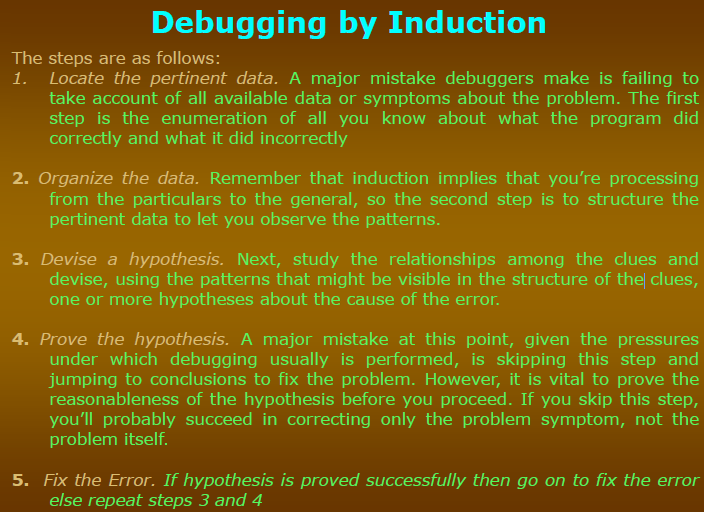 Debugging by Induction
The steps are as follows:
1. Locate the pertinent data. A major mistake debuggers make is failing to
take account of all available data or symptoms about the problem. The first
step is the enumeration of all you know about what the program did
correctly and what it did incorrectly
2. Organize the data. Remember that induction implies that you're processing
from the particulars to the general, so the second step is to structure the
pertinent data to let you observe the patterns.
3. Devise a hypothesis. Next, study the relationships among the clues and
devise, using the patterns that might be visible in the structure of the clues,
one or more hypotheses about the cause of the error.
4. Prove the hypothesis. A major mistake at this point, given the pressures
under which debugging usually is performed, is skipping this step and
jumping to conclusions to fix the problem. However, it is vital to prove the
reasonableness of the hypothesis before you proceed. If you skip this step,
you'll probably succeed in correcting only the problem symptom, not the
problem itself.
5. Fix the Error. If hypothesis is proved successfully then go on to fix the error
else repeat steps 3 and 4